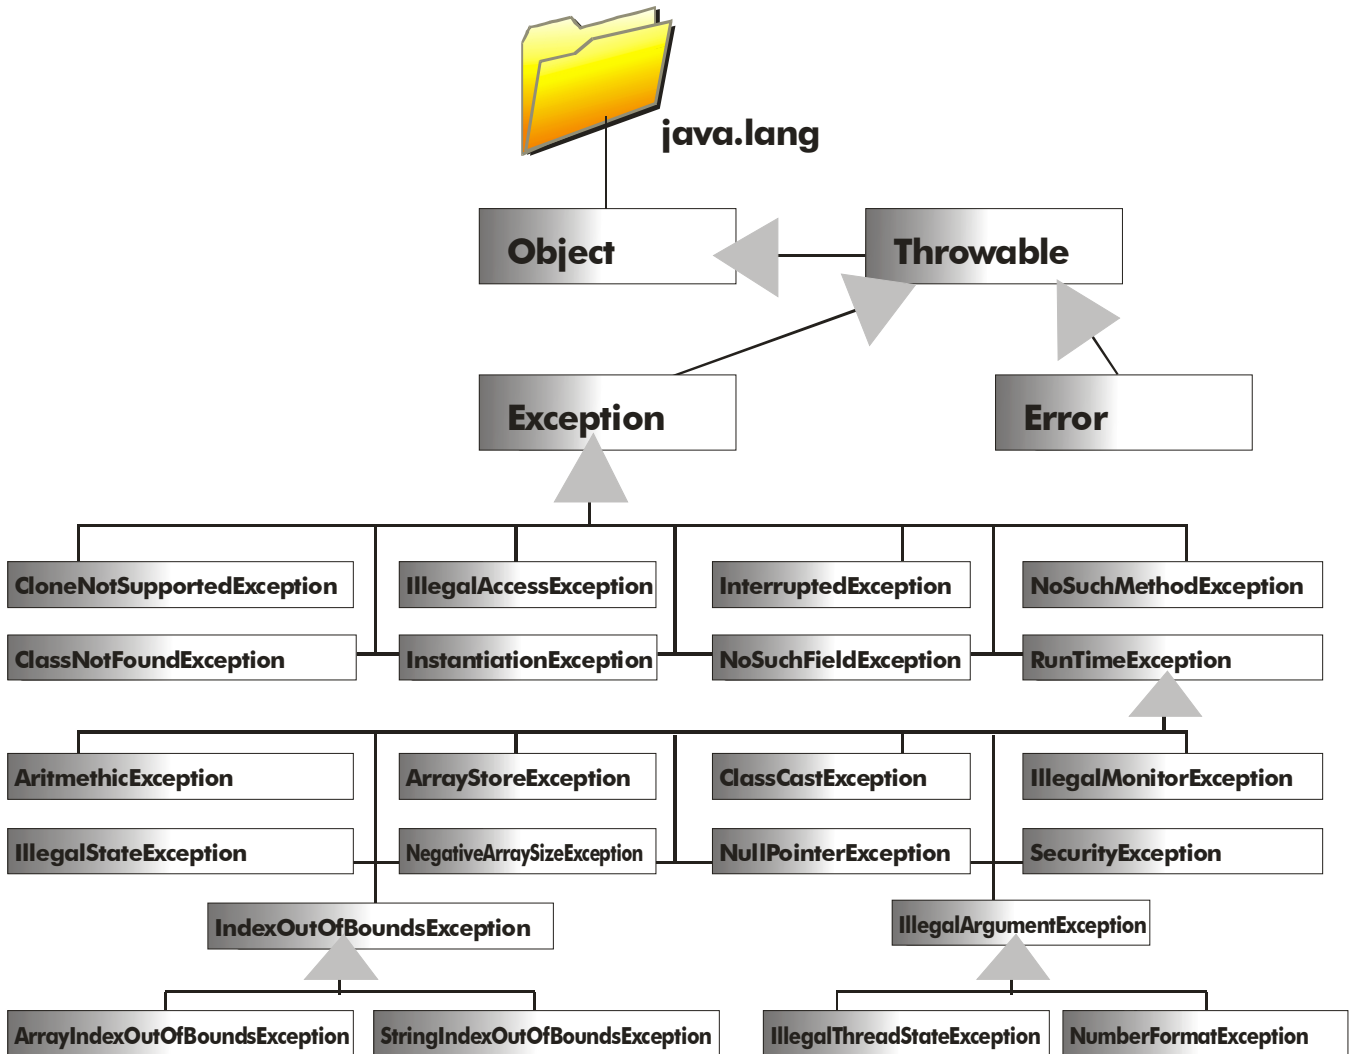 java.lang
Object
Throwable
Exception
Error
CloneNotSupportedException
IllegalAccessException
InterruptedException
NoSuchMethodException
ClassNotFoundException
InstantiationException
NoSuchFieldException
RunTimeException
AritmethicException
ArrayStoreException
ClassCastException
IllegalMonitorException
IllegalStateException
NegativeArraySizeException
NullPointerException
SecurityException
IndexOutOfBoundsException
IllegalArgumentException
ArrayIndexOutOfBoundsException
StringIndexOutOfBoundsException
IllegalThreadStateException
NumberFormatException